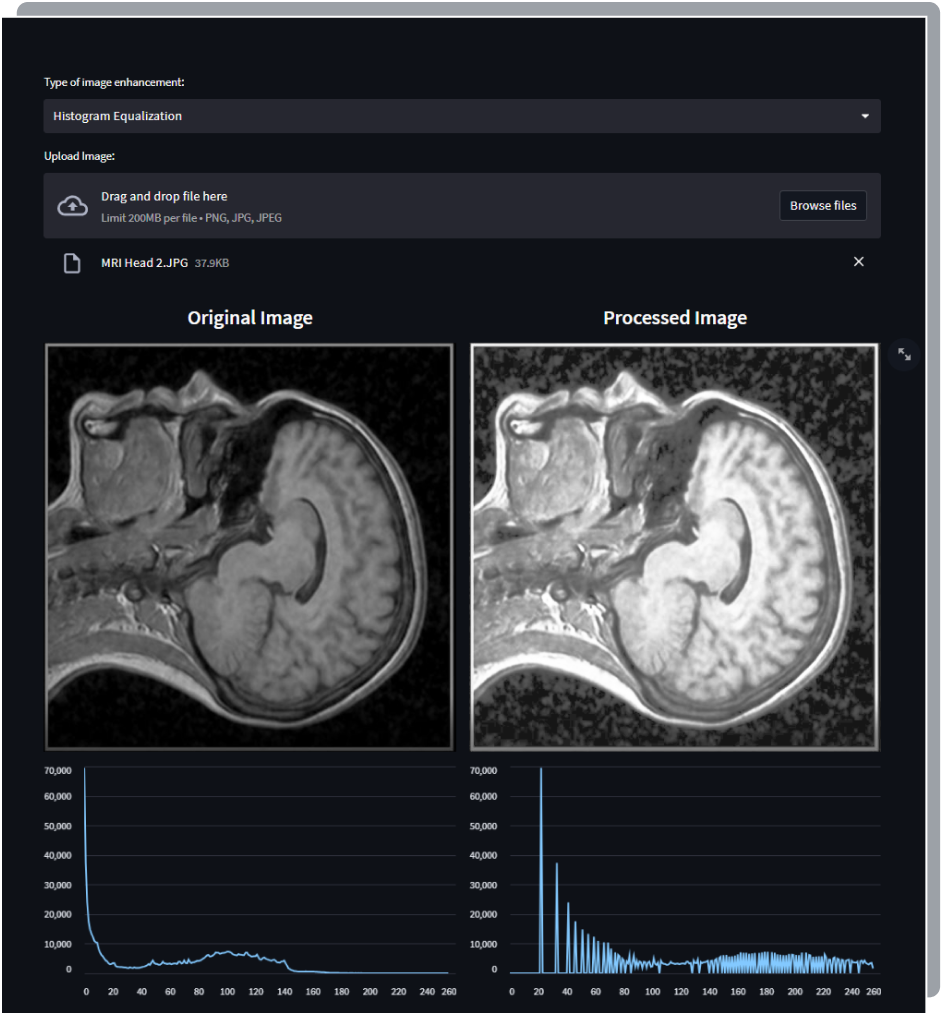 Type of image enhancement:
Histogram Equalization
Upload Image:
Drag and drop file here
Limit 200MB per file • PNG, JPG, JPEG
Browse files
MRI Head 2.JPG 37.9KB
Original Image
Processed Image
70,000
60,000
50,000
40,000
30,000
20,000
10,000
0
0 20 40 60 80 100 120 140 160 180 200 220 240 260
70,000
60,000
50,000
40,000
30,000
20,000
10,000
0
0 20 40 60 80 100 120 140 160 180 200 220 240 260